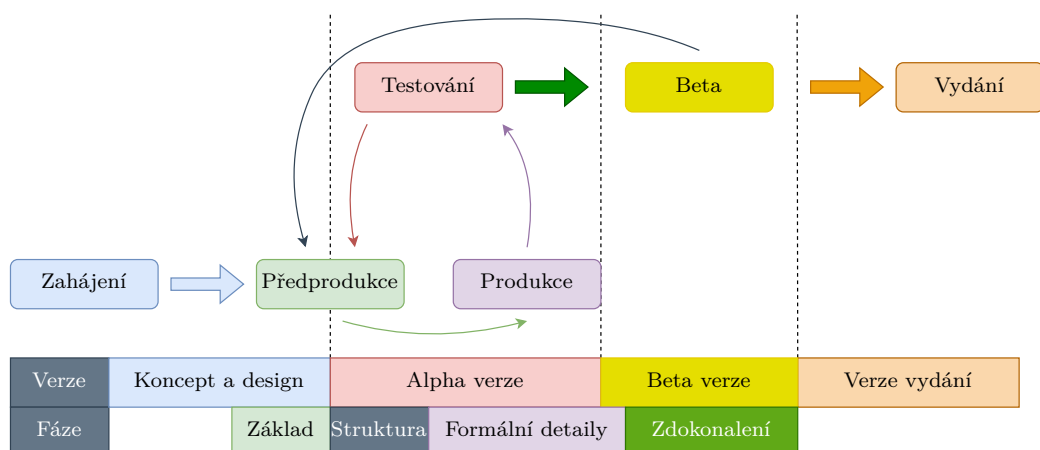 Testování
Beta
Vydání
Zahájení
Předprodukce
Produkce
Verze
Koncept a design
Alpha verze
Beta verze
Verze vydání
Fáze
Základ
Struktura
Formální detaily
Zdokonalení